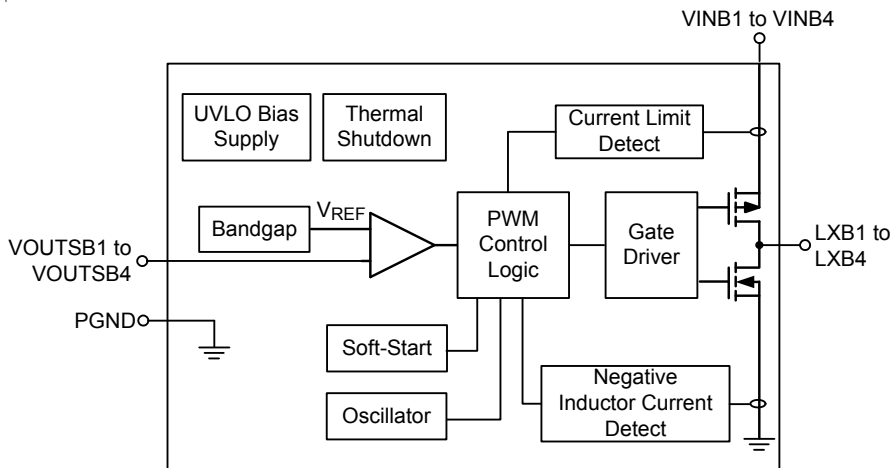 VINB1 to VINB4
UVLO Bias
Supply
Thermal
Shutdown
Current Limit
Detect
Bandgap
VREF
PWM
Control
Logic
Gate
Driver
VOUTSB1 to
VOUTSB4
LXB1 to
LXB4
PGND
Soft-Start
Oscillator
Negative
Inductor Current
Detect